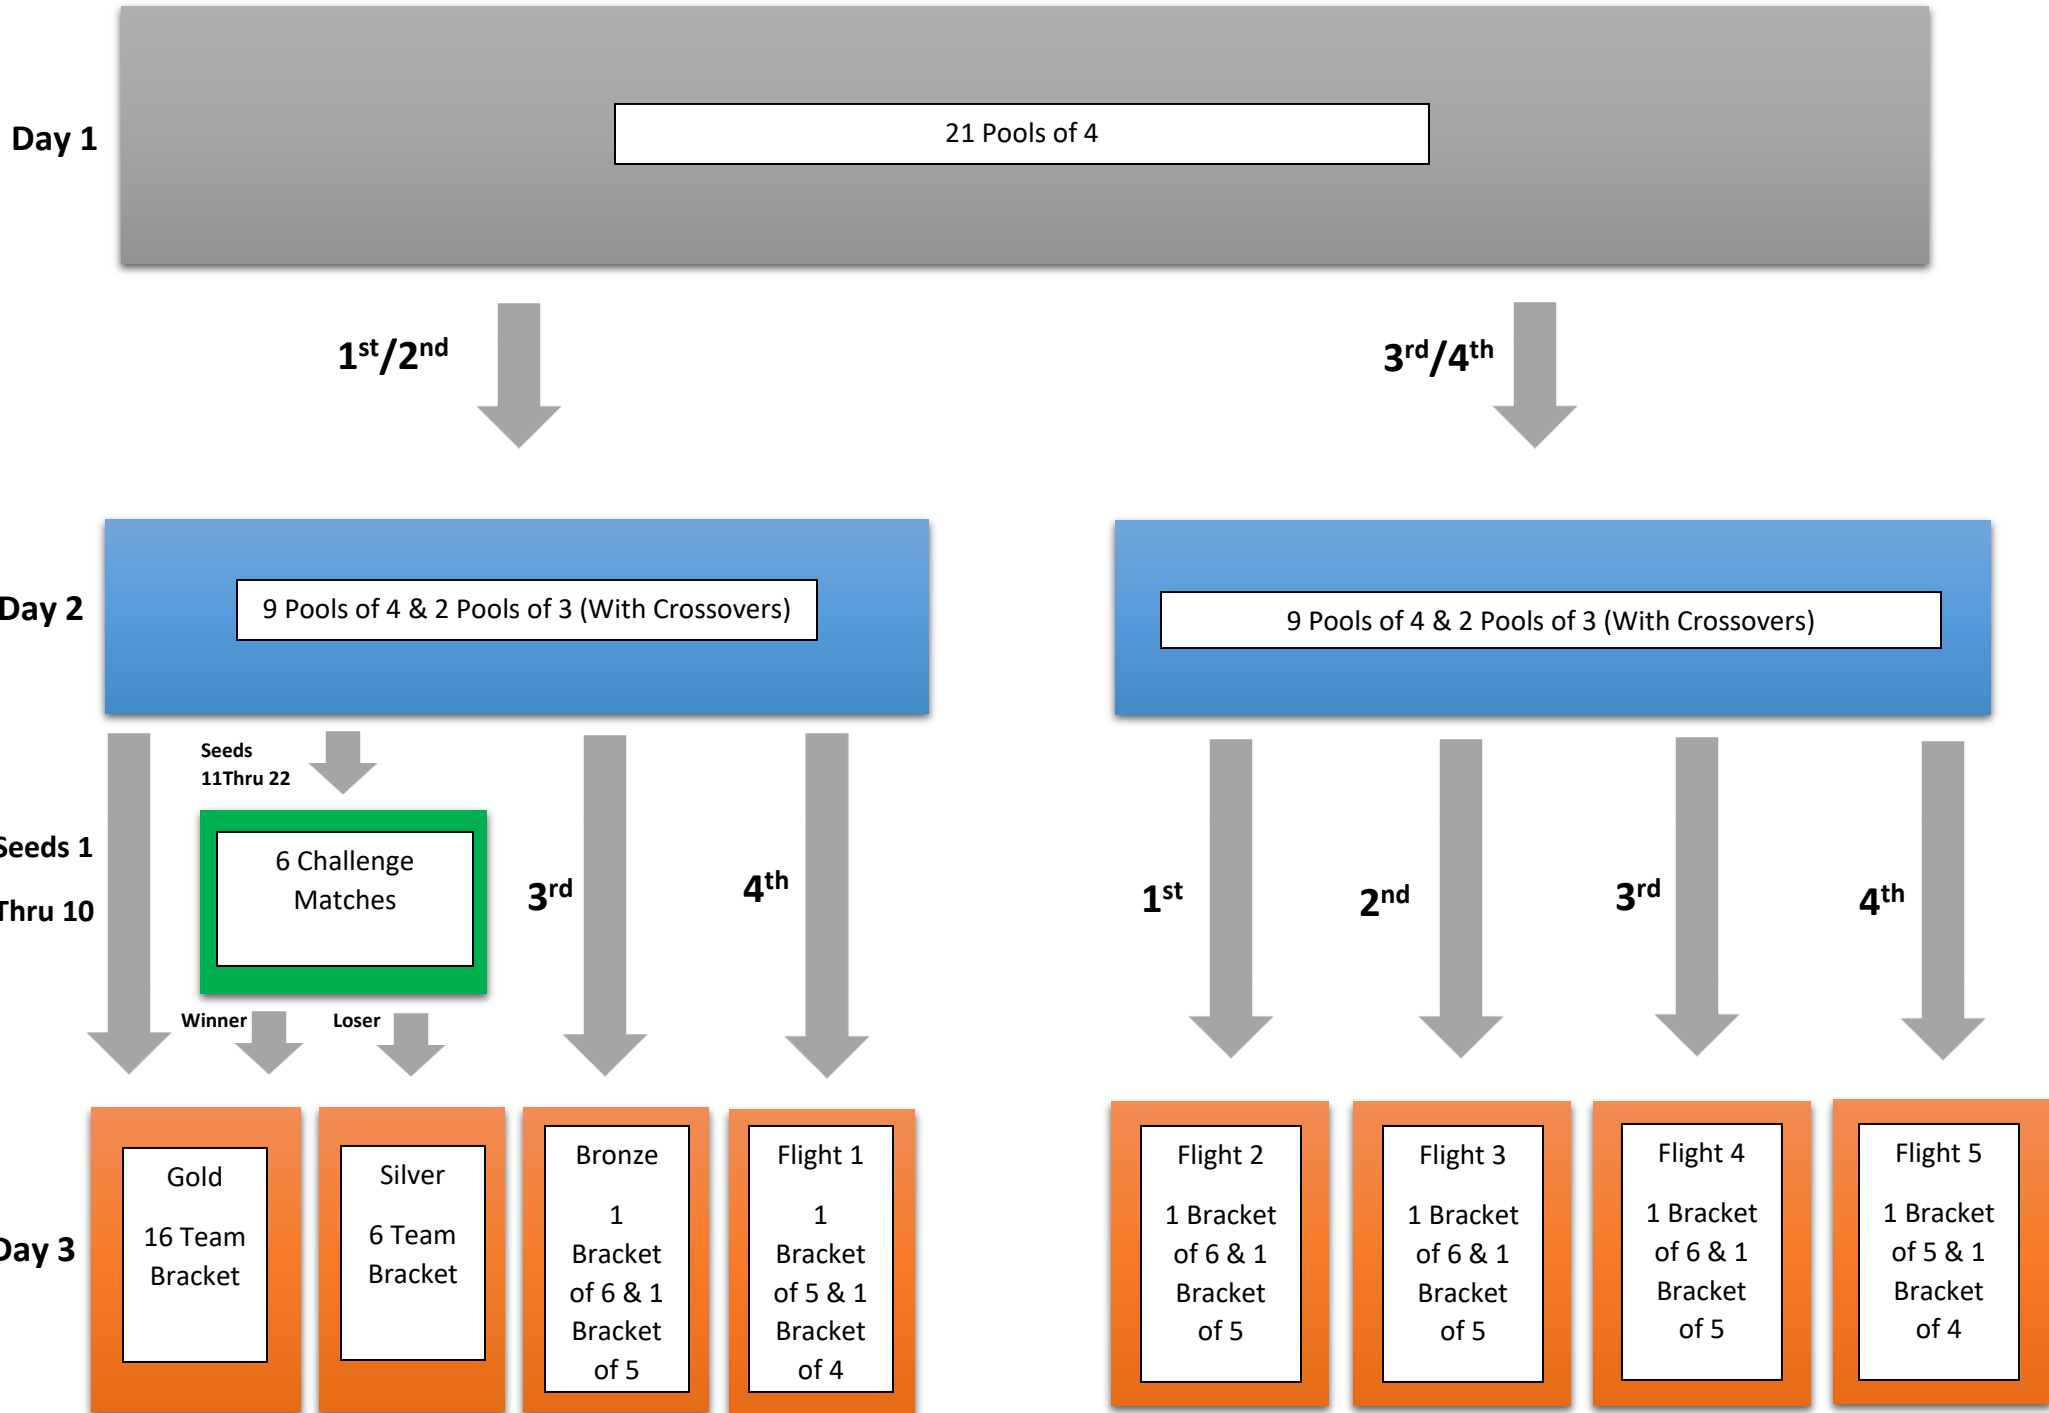 21 Pools of 4
Day 1
1st/2nd
3rd/4th
Day 2
9 Pools of 4 & 2 Pools of 3 (With Crossovers)
9 Pools of 4 & 2 Pools of 3 (With Crossovers)
Seeds
11Thru 22
Seeds 1
Thru 10
6 Challenge
Matches
3rd
4th
1st
2nd
3rd
4th
Winner
Loser
Day 3
Gold
16 Team
Bracket
Silver
6 Team
Bracket
Bronze
1
Bracket
of 6 & 1
Bracket
of 5
Flight 1
1
Bracket
of 5 & 1
Bracket
of 4
Flight 2
1 Bracket
of 6 & 1
Bracket
of 5
Flight 3
1 Bracket
of 6 & 1
Bracket
of 5
Flight 4
1 Bracket
of 6 & 1
Bracket
of 5
Flight 5
1 Bracket
of 5 & 1
Bracket
of 4